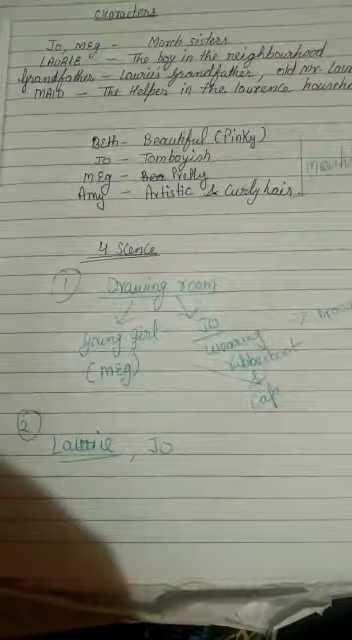 Characters
Jo, Meg - March sisters
LAURIE - The boy in the neighbourhood
Grandfather - Laurie's Grandfather, old Mr. Lau
MAID - The Helper in the laurence househo
Beth - Beautiful (Pinky)
Jo - Tomboyish
Meg - Pretty
Amy - Artistic & Curly hair
March
4 Scence
① Drawing room
Young girl
(Meg)
JO
wearing
rubberboot
&
cap
②
Laurie, JO